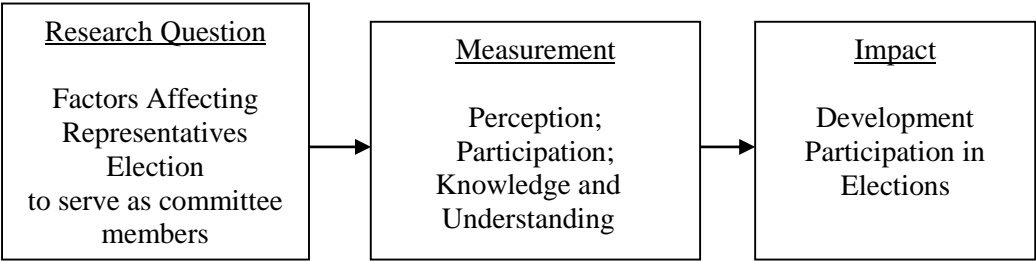 Research Question
Factors Affecting
Representatives
Election
to serve as committee
members
Measurement
Perception;
Participation;
Knowledge and
Understanding
Impact
Development
Participation in
Elections